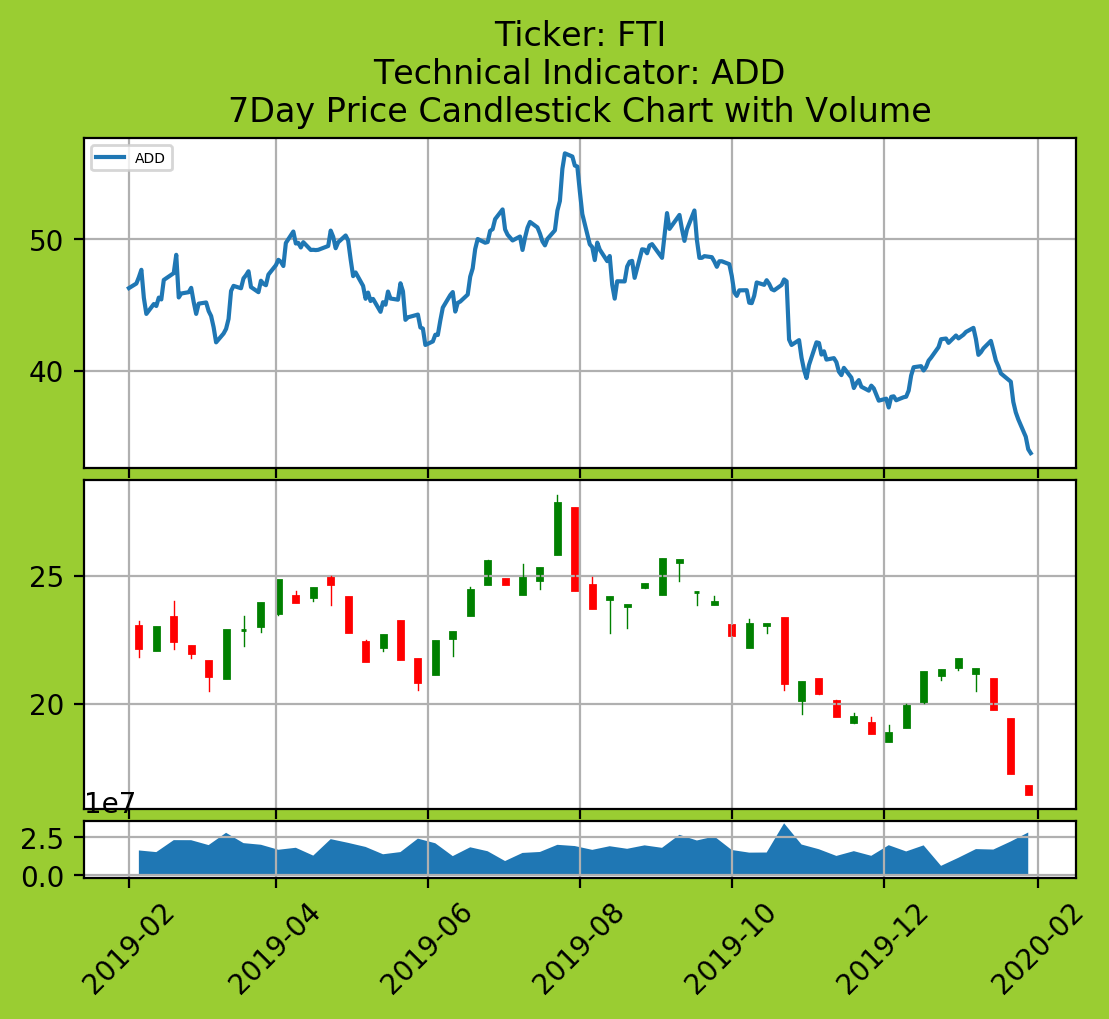 Ticker: FTI
Technical Indicator: ADD
7Day Price Candlestick Chart with Volume
ADD
50
40
25
20
1e7
2.5
0.0
2019-02
2019-04
2019-06
2019-08
2019-10
2019-12
2020-02